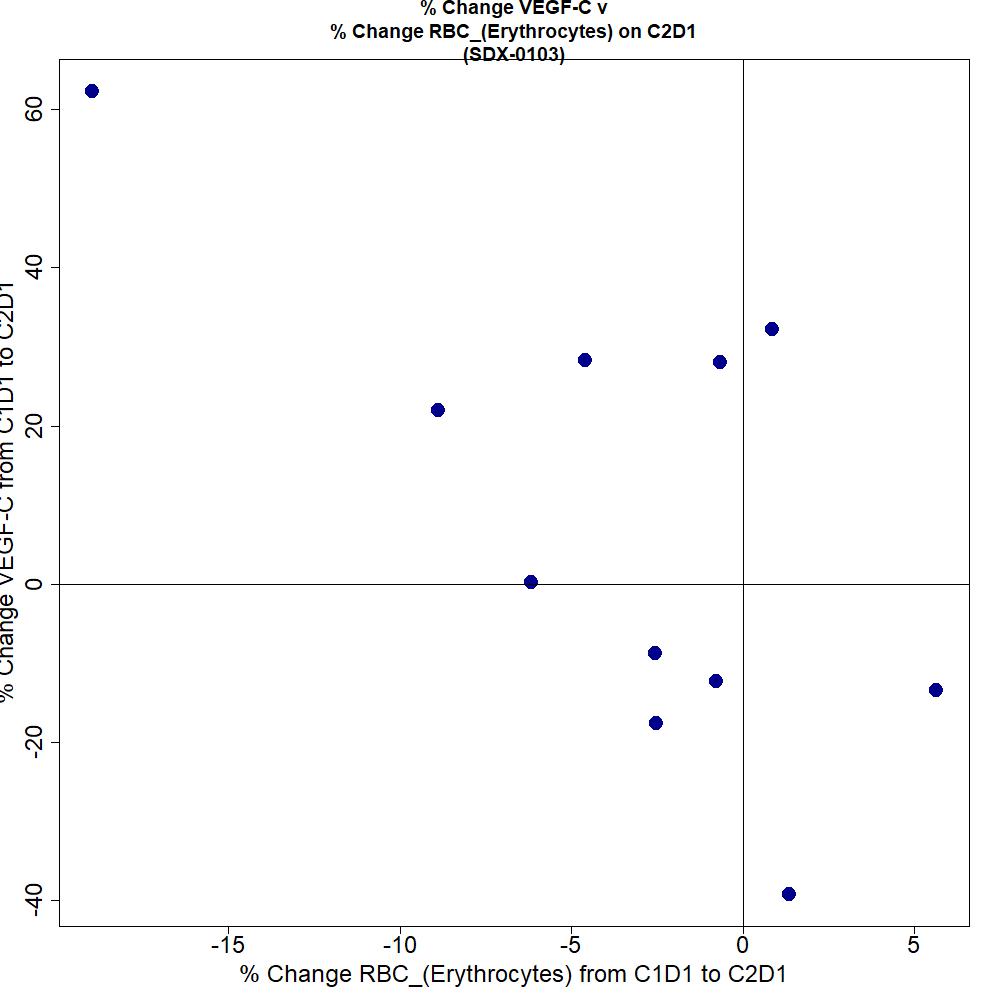 % Change VEGF-C v
% Change RBC_(Erythrocytes) on C2D1
(SDX-0103)
% Change VEGF-C from C1D1 to C2D1
60
40
20
0
-20
-40
-15
-10
-5
0
5
% Change RBC_(Erythrocytes) from C1D1 to C2D1